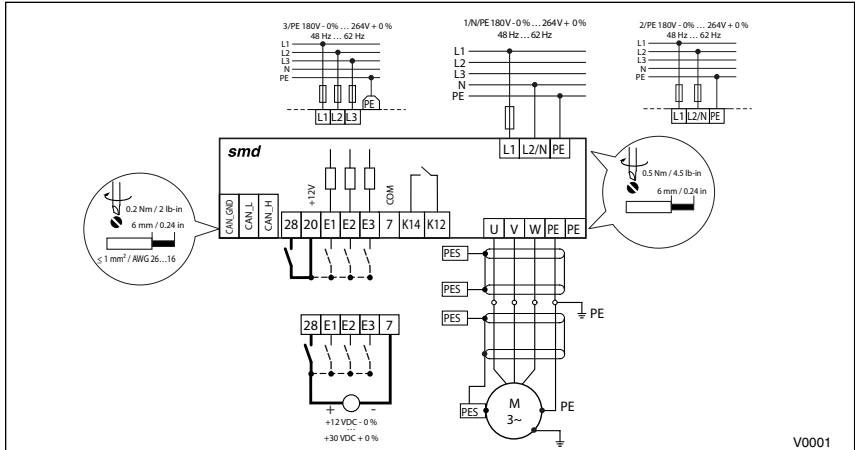 3/PE 180V - 0% … 264V + 0 %
48 Hz … 62 Hz
L1
L2
L3
N
PE
PE
L1 L2 L3
1/N/PE 180V - 0% … 264V + 0 %
48 Hz … 62 Hz
L1
L2
L3
N
PE
2/PE 180V - 0% … 264V + 0 %
48 Hz … 62 Hz
L1
L2
L3
N
PE
L1 L2/N PE
smd
L1 L2/N PE
0.2 Nm / 2 lb-in
6 mm / 0.24 in
≤ 1 mm² / AWG 26…16
0.5 Nm / 4.5 lb-in
6 mm / 0.24 in
+12V
COM
CAN_GND
CAN_L
CAN_H
28 20 E1 E2 E3 7 K14 K12
U V W PE PE
PES
PES
PES
PE
28 E1 E2 E3 7
+ -
+12 VDC - 0 %
…
+30 VDC + 0 %
PES
M
3~
PE
V0001